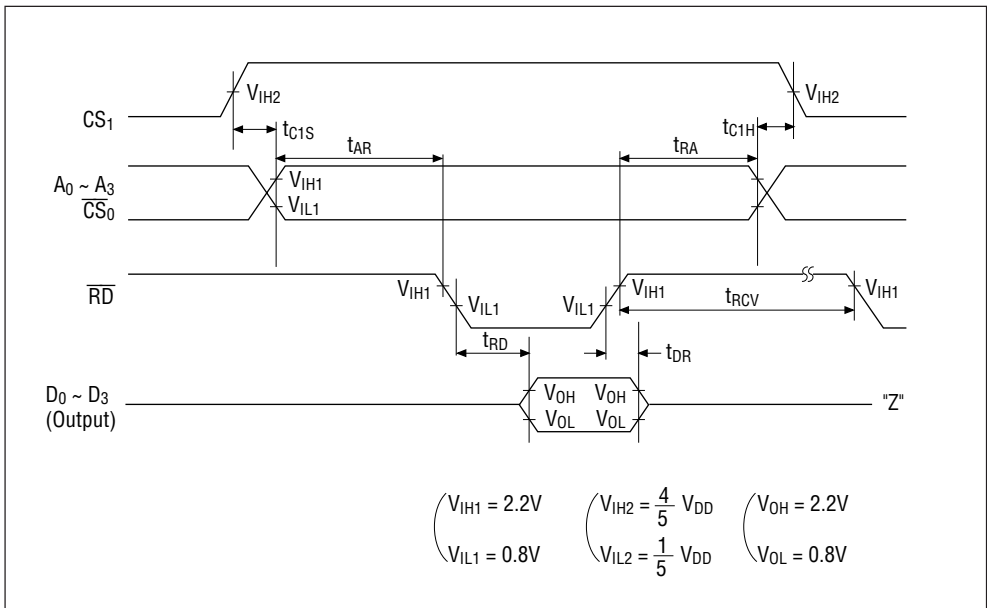 CS1
VIH2
VIH2
tC1S
tC1H
tAR
tRA
A0 ~ A3
CS0
VIH1
VIL1
RD
VIH1
VIL1
VIL1
VIH1
VIH1
tRCV
tRD
tDR
D0 ~ D3
(Output)
VOH
VOH
VOL
VOL
"Z"
VIH1 = 2.2V
VIH2 = 4/5 VDD
VOH = 2.2V
VIL1 = 0.8V
VIL2 = 1/5 VDD
VOL = 0.8V